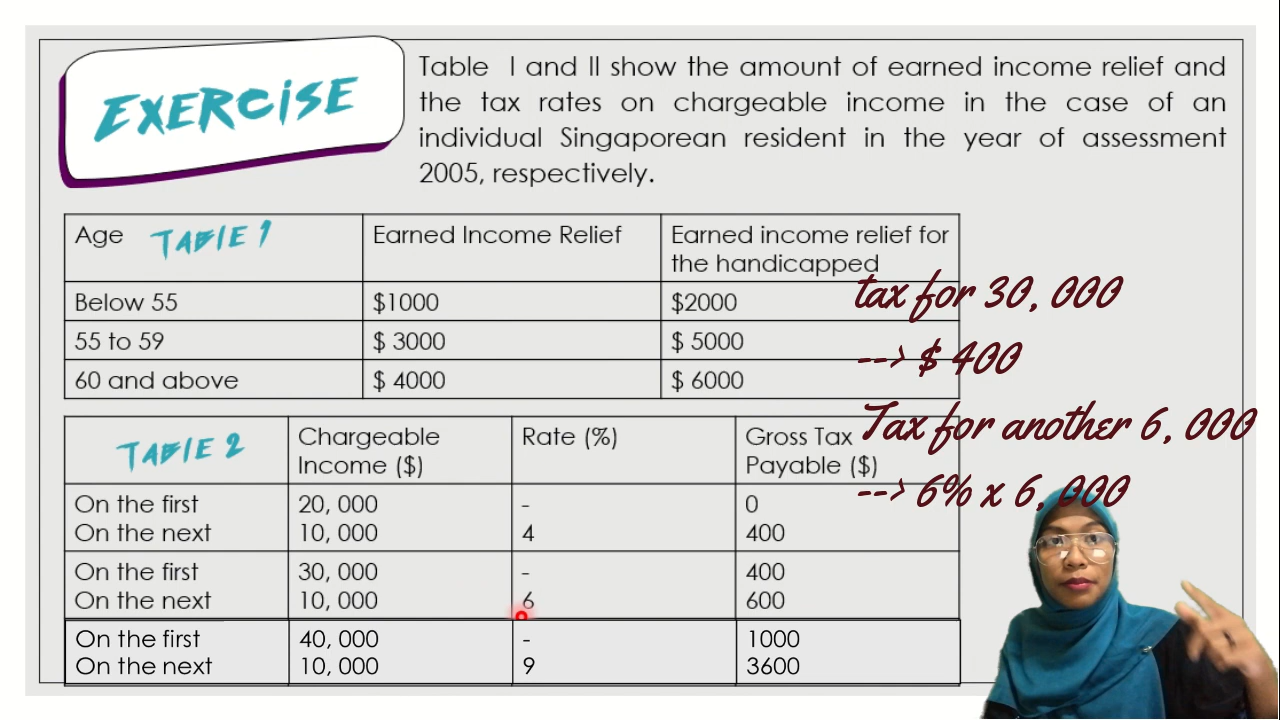 EXERCISE
Table I and II show the amount of earned income relief and
the tax rates on chargeable income in the case of an
individual Singaporean resident in the year of assessment
2005, respectively.
Age TABLE 1 Earned Income Relief Earned income relief for
the handicapped
Below 55 $1000 $2000
55 to 59 $ 3000 $ 5000
60 and above $ 4000 $ 6000
TABLE 2 Chargeable Rate (%) Gross Tax
Income ($) Payable ($)
On the first 20, 000 - 0
On the next 10, 000 4 400
On the first 30, 000 - 400
On the next 10, 000 6 600
On the first 40, 000 - 1000
On the next 10, 000 9 3600
tax for 30, 000
--> $ 400
Tax for another 6, 000
--> 6% x 6, 000